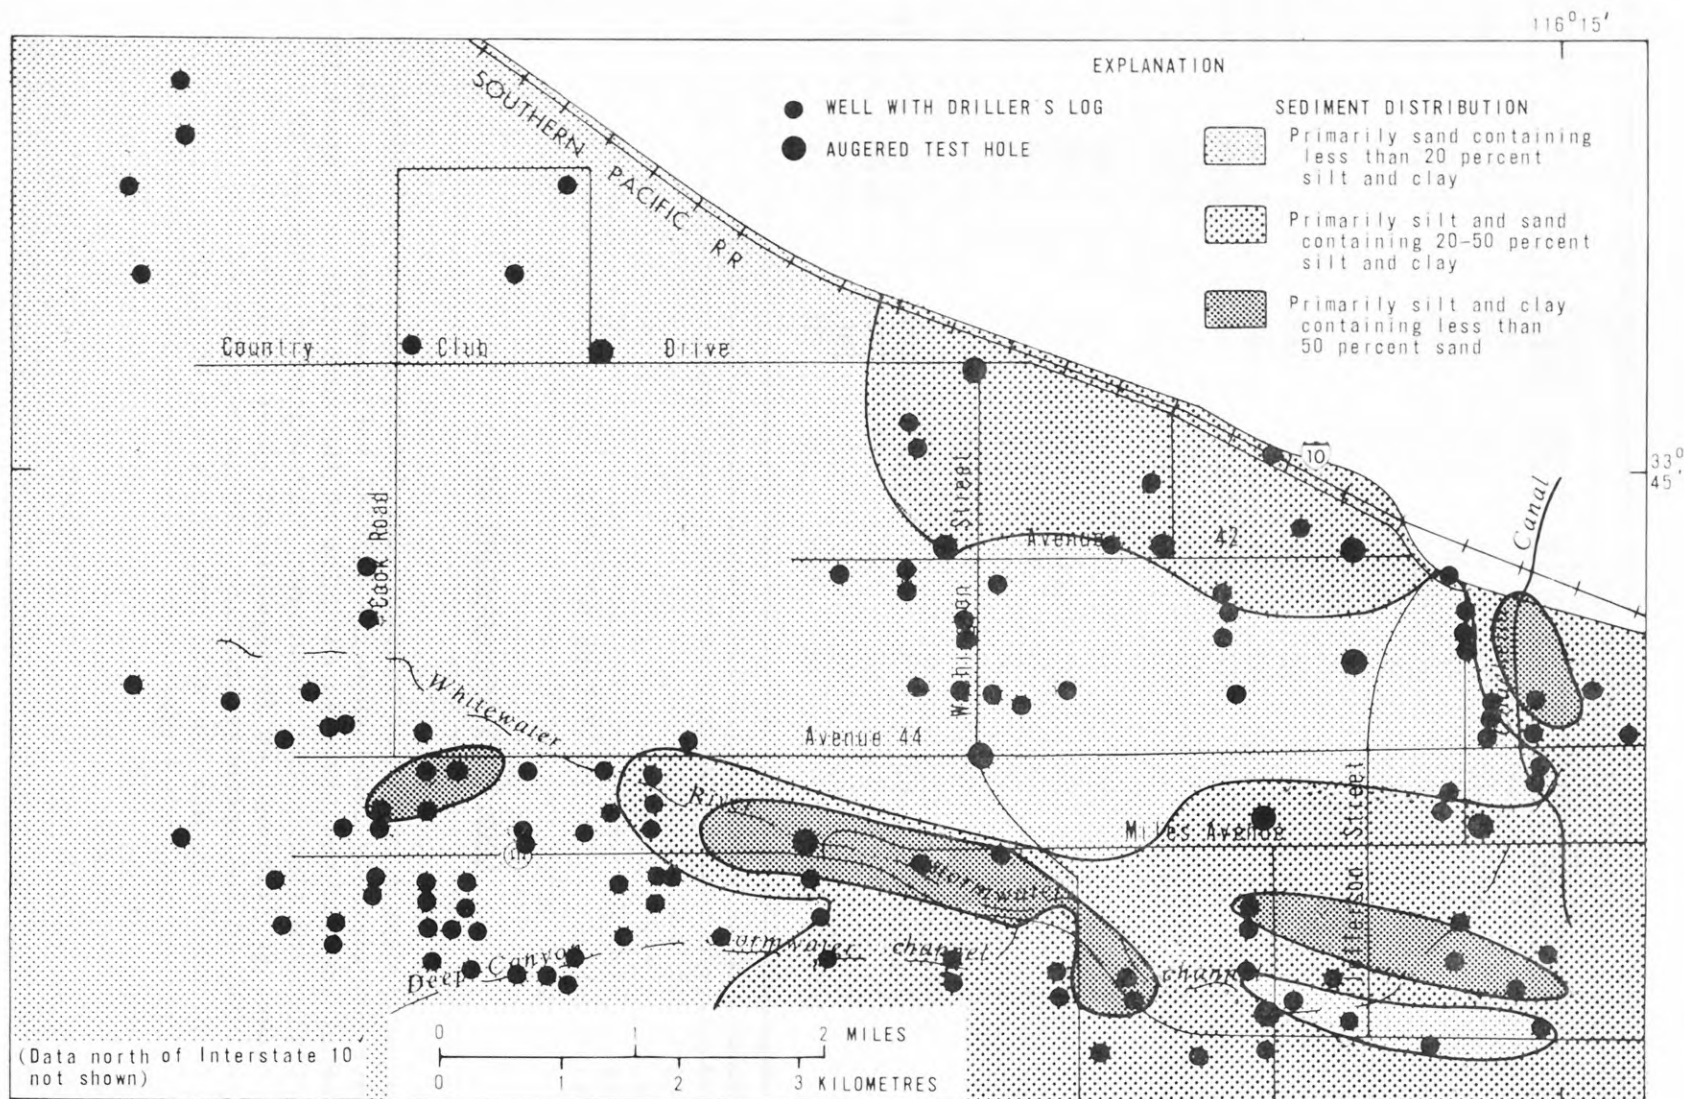 116° 15'
EXPLANATION
WELL WITH DRILLER'S LOG
AUGERED TEST HOLE
SEDIMENT DISTRIBUTION
Primarily sand containing
less than 20 percent
silt and clay
Primarily silt and sand
containing 20-50 percent
silt and clay
Primarily silt and clay
containing less than
50 percent sand
SOUTHERN PACIFIC RR
Country Club Drive
10
33°
45'
Canal
Cook Road
Washington Street
Avenue 42
Whitewater
River
Avenue 44
Miles Avenue
Jefferson Street
111
Stormwater
Deep Canyon Stormwater channel
0 1 2 MILES
0 1 2 3 KILOMETRES
(Data north of Interstate 10
not shown)